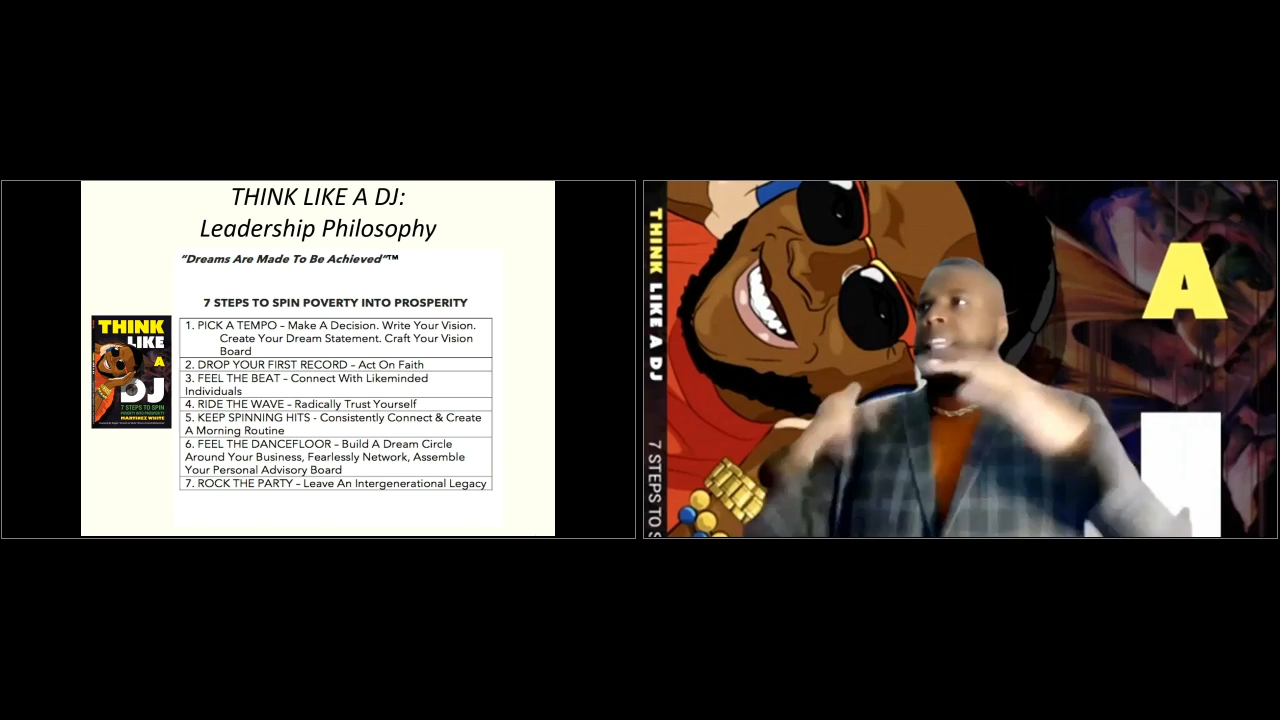 THINK LIKE A DJ:
Leadership Philosophy
"Dreams Are Made To Be Achieved"™
7 STEPS TO SPIN POVERTY INTO PROSPERITY
1. PICK A TEMPO – Make A Decision. Write Your Vision.
Create Your Dream Statement. Craft Your Vision
Board
2. DROP YOUR FIRST RECORD – Act On Faith
3. FEEL THE BEAT – Connect With Likeminded
Individuals
4. RIDE THE WAVE – Radically Trust Yourself
5. KEEP SPINNING HITS - Consistently Connect & Create
A Morning Routine
6. FEEL THE DANCEFLOOR – Build A Dream Circle
Around Your Business, Fearlessly Network, Assemble
Your Personal Advisory Board
7. ROCK THE PARTY – Leave An Intergenerational Legacy
THINK
LIKE
A
DJ
7 STEPS TO SPIN
POVERTY INTO PROSPERITY
MARTINEZ WHITE
THINK LIKE A DJ
7 STEPS TO S
A